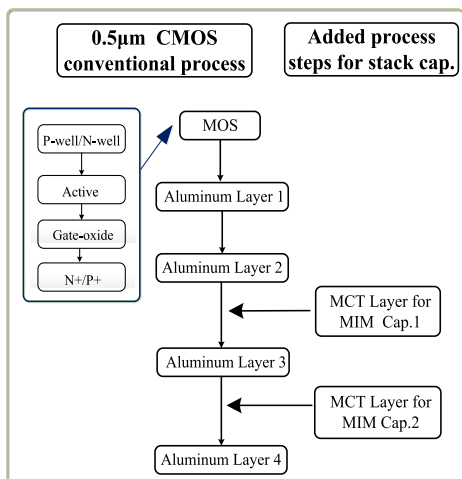 0.5μm CMOS
conventional process
Added process
steps for stack cap.
P-well/N-well
Active
Gate-oxide
N+/P+
MOS
Aluminum Layer 1
Aluminum Layer 2
MCT Layer for
MIM Cap.1
Aluminum Layer 3
MCT Layer for
MIM Cap.2
Aluminum Layer 4